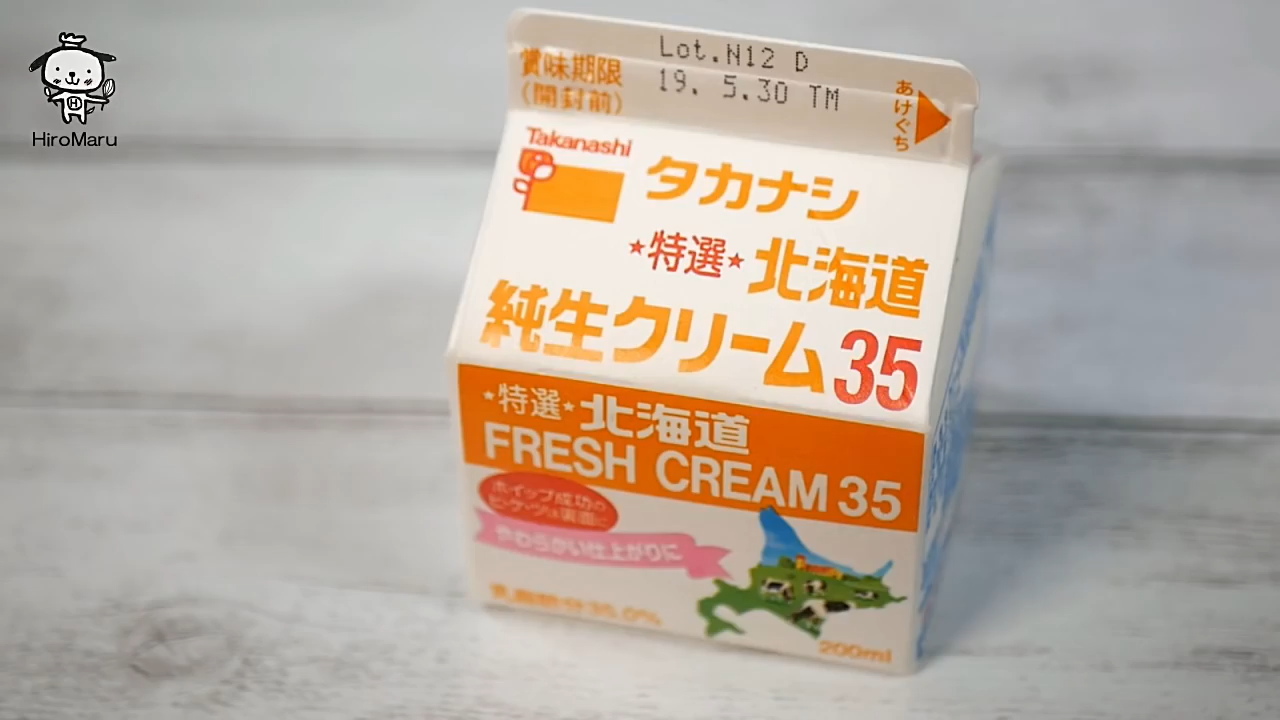 HiroMaru
賞味期限
(開封前)
Lot.N12 D
19. 5.30 TM
あけぐち
Takanashi
タカナシ
★特選★北海道
純生クリーム35
★特選★北海道
FRESH CREAM 35
ホイップ成功の
ヒ・ケ・ツは裏面に
やわらかい仕上がりに
乳脂肪分35.0%
200ml